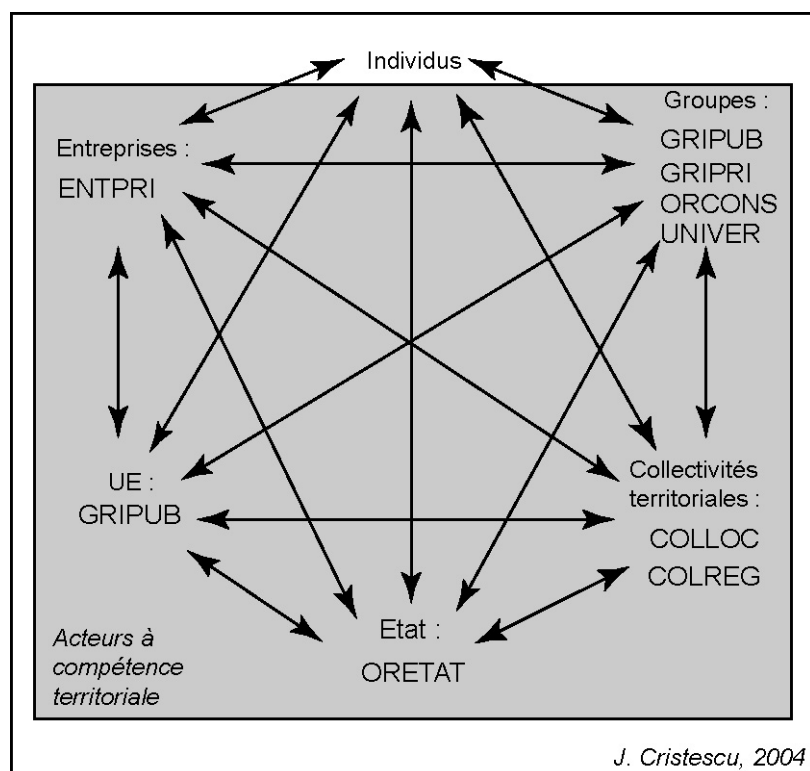 Individus
Groupes :
GRIPUB
GRIPRI
ORCONS
UNIVER
Entreprises :
ENTPRI
UE :
GRIPUB
Collectivités
territoriales :
COLLOC
COLREG
Etat :
ORETAT
Acteurs à
compétence
territoriale
J. Cristescu, 2004